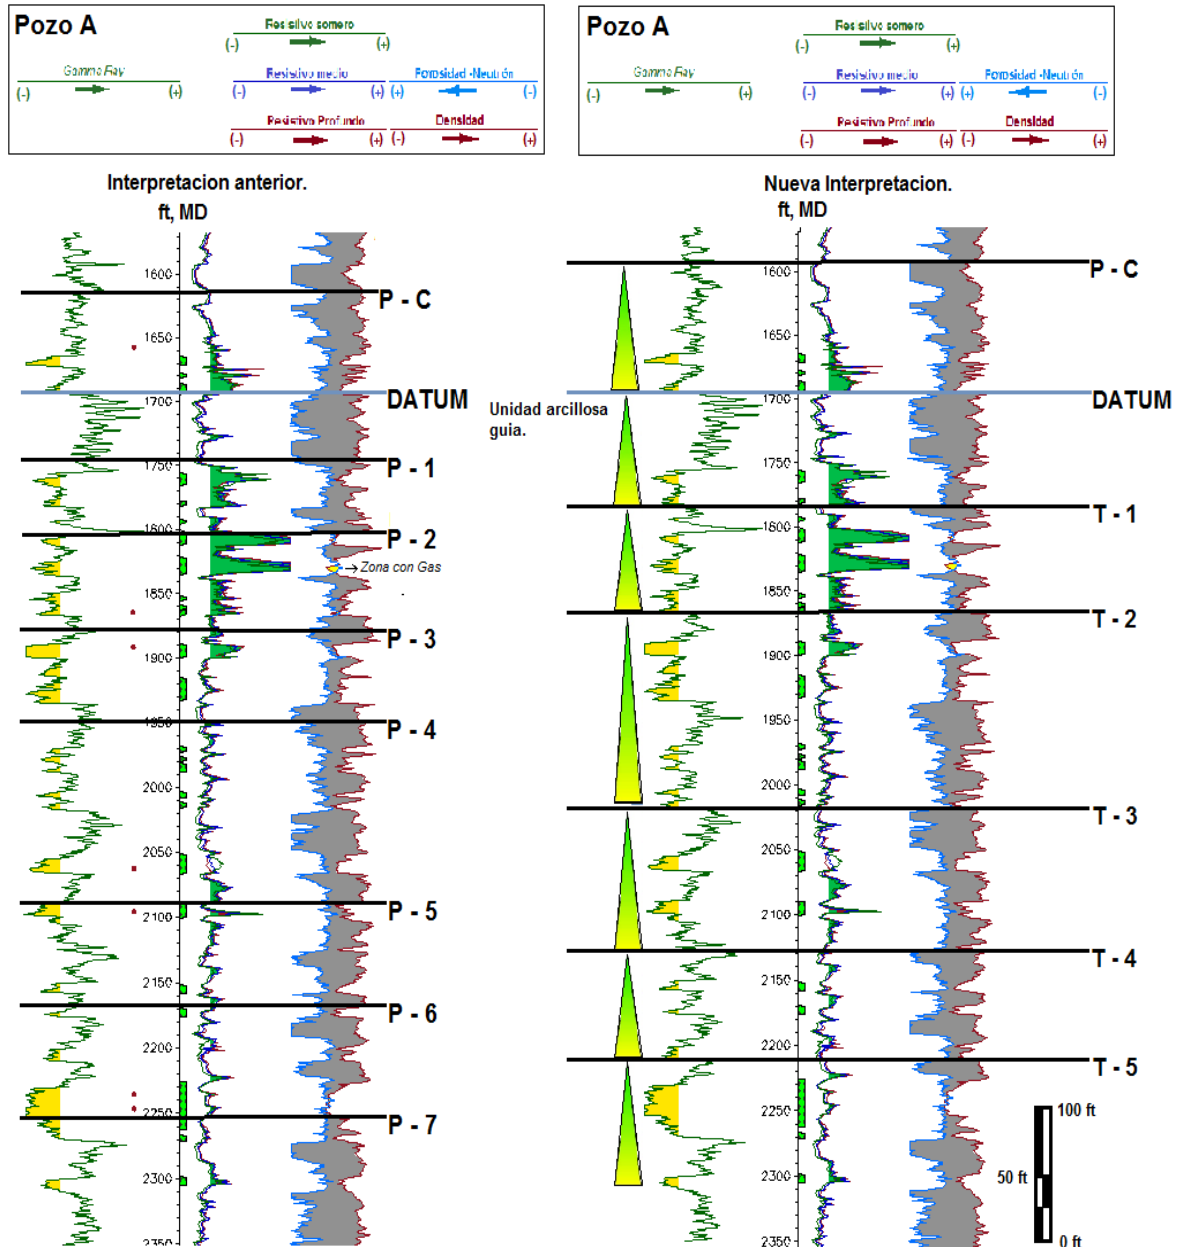 Pozo A
Resistivo somero
(-) (+)
Gamma Ray
(-) (+)
Resistivo medio
(-) (+)
Porosidad -Neutrón
(+) (-)
Resistivo Profundo
(-) (+)
Densidad
(-) (+)
Pozo A
Resistivo somero
(-) (+)
Gamma Ray
(-) (+)
Resistivo medio
(-) (+)
Porosidad -Neutrón
(+) (-)
Resistivo Profundo
(-) (+)
Densidad
(-) (+)
Interpretacion anterior.
ft, MD
1600
P - C
1650
DATUM
1700
1750
P - 1
1800
P - 2
Zona con Gas
1850
P - 3
1900
1950
P - 4
2000
2050
P - 5
2100
2150
P - 6
2200
2250
P - 7
2300
2350
Unidad arcillosa
guia.
Nueva Interpretacion.
ft, MD
P - C
1600
1650
DATUM
1700
1750
T - 1
1800
1850
T - 2
1900
1950
2000
T - 3
2050
2100
T - 4
2150
2200
T - 5
2250
2300
2350
100 ft
50 ft
0 ft